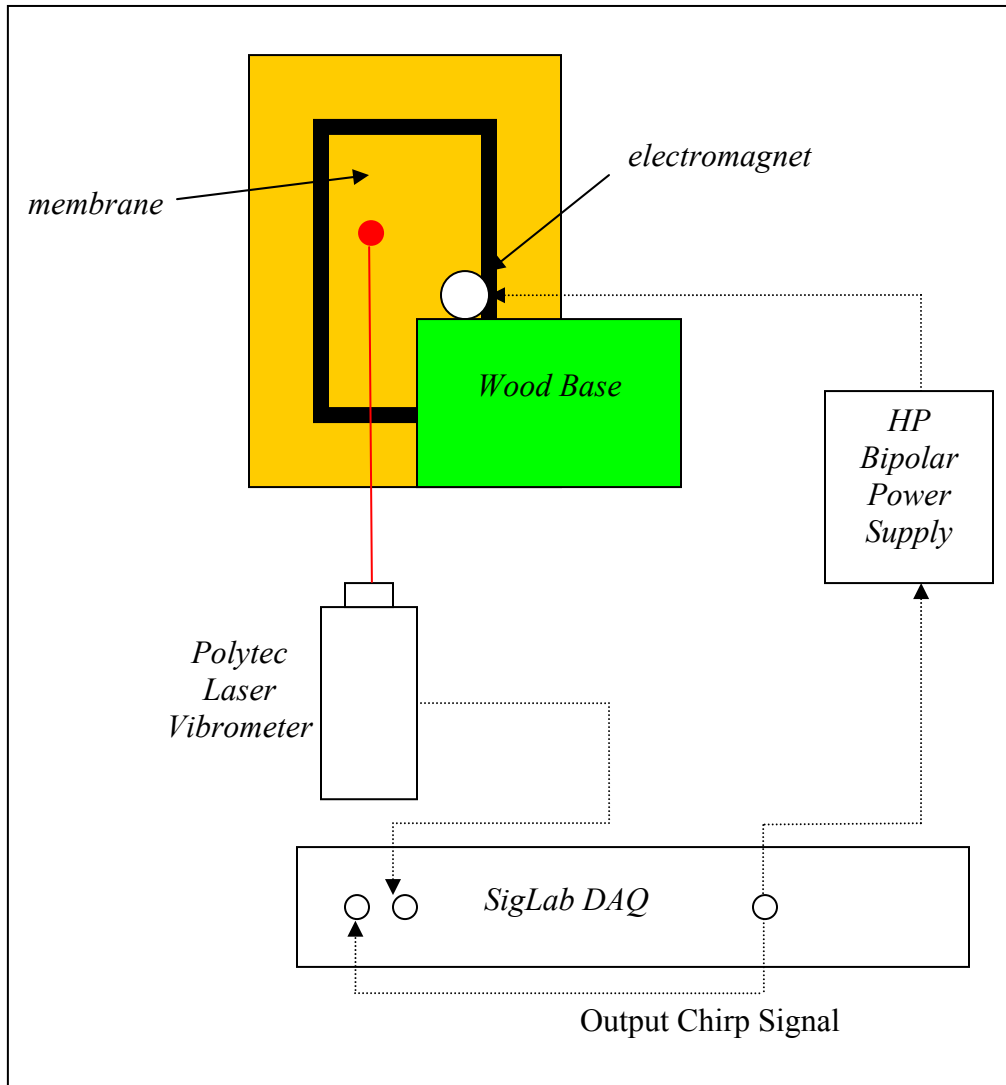 electromagnet
membrane
Wood Base
HP
Bipolar
Power
Supply
Polytec
Laser
Vibrometer
SigLab DAQ
Output Chirp Signal